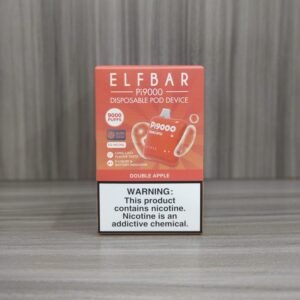 ELFBAR
Pi9000
DISPOSABLE POD DEVICE
9000
PUFFS
Pi9000
DOUBLE APPLE
WARNING:
This product
contains nicotine.
Nicotine is an
addictive chemical.